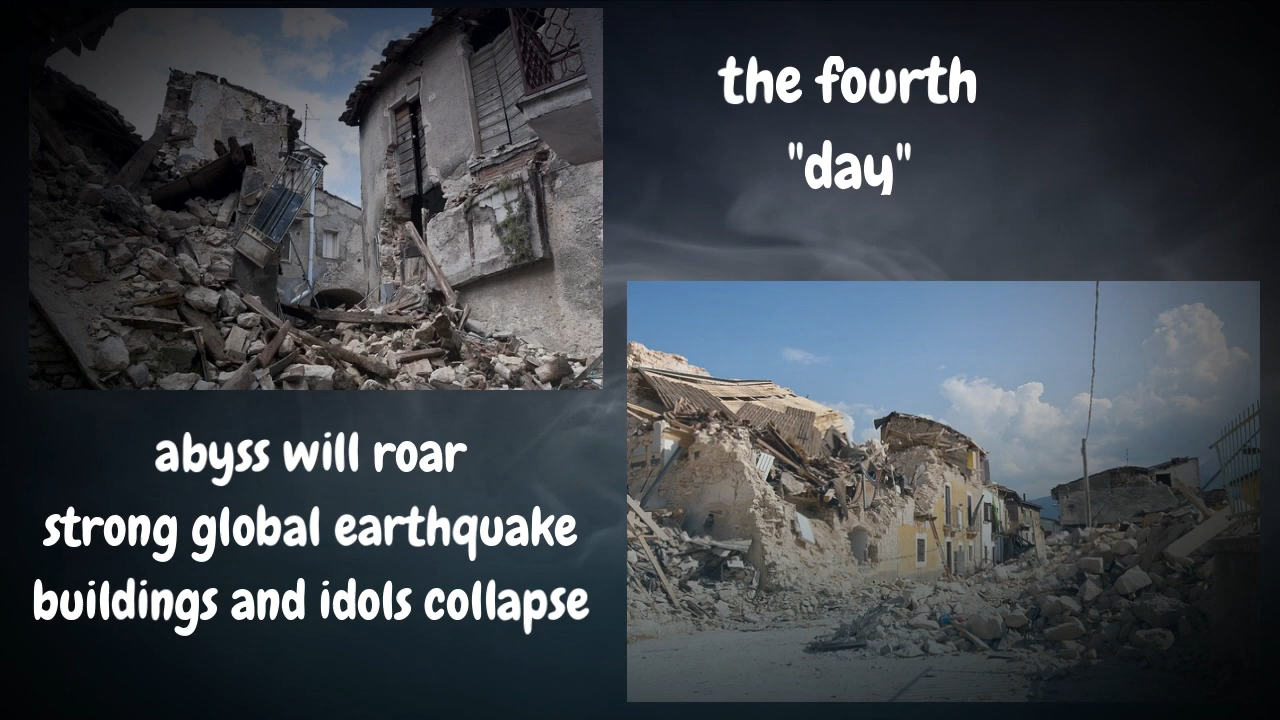 the fourth
"day"
abyss will roar
strong global earthquake
buildings and idols collapse